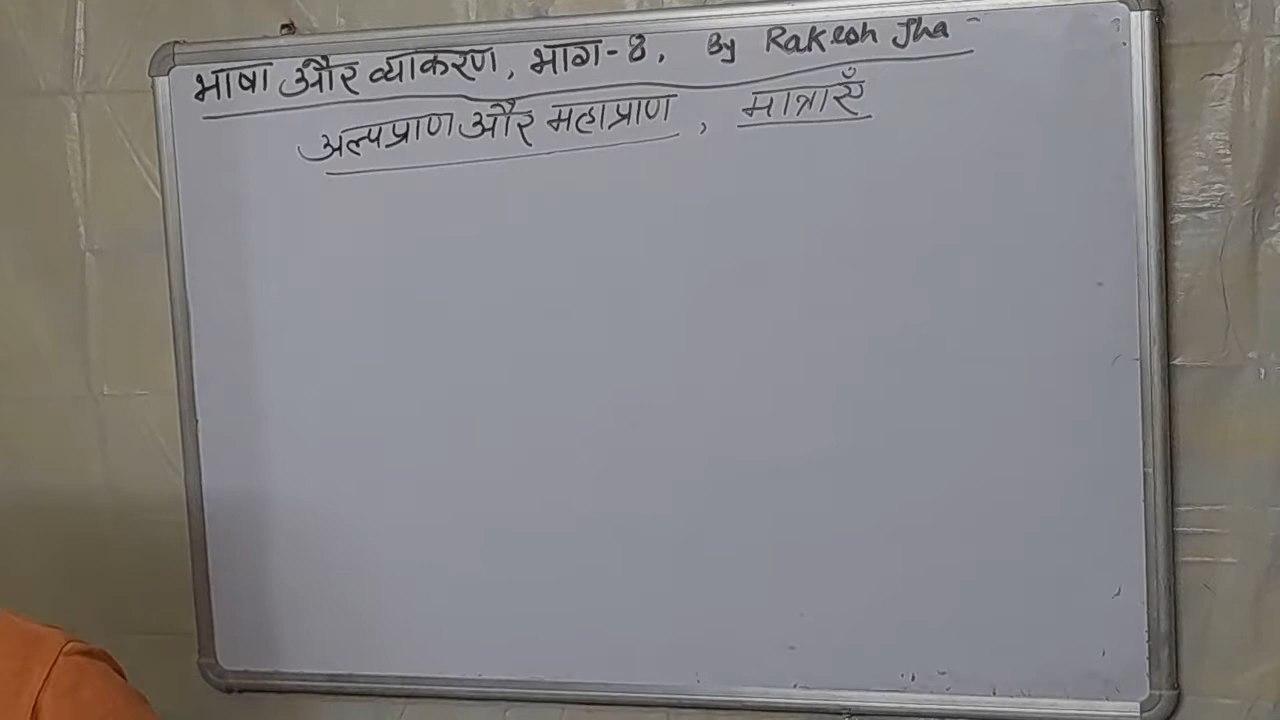 भाषा और व्याकरण, भाग-8, By Rakesh Jha
अल्पप्राण और महाप्राण, मात्राएँ